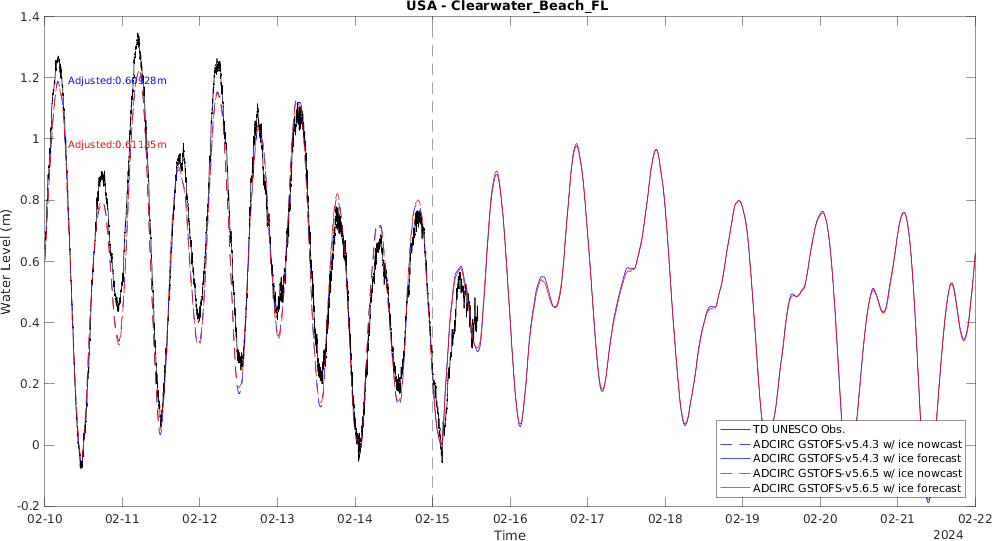 USA - Clearwater_Beach_FL
Water Level (m)
1.4
1.2
1
0.8
0.6
0.4
0.2
0
-0.2
Adjusted:0.60928m
Adjusted:0.61135m
TD UNESCO Obs.
ADCIRC GSTOFS-v5.4.3 w/ ice nowcast
ADCIRC GSTOFS-v5.4.3 w/ ice forecast
ADCIRC GSTOFS-v5.6.5 w/ ice nowcast
ADCIRC GSTOFS-v5.6.5 w/ ice forecast
02-10 02-11 02-12 02-13 02-14 02-15 02-16 02-17 02-18 02-19 02-20 02-21 02-22
Time
2024